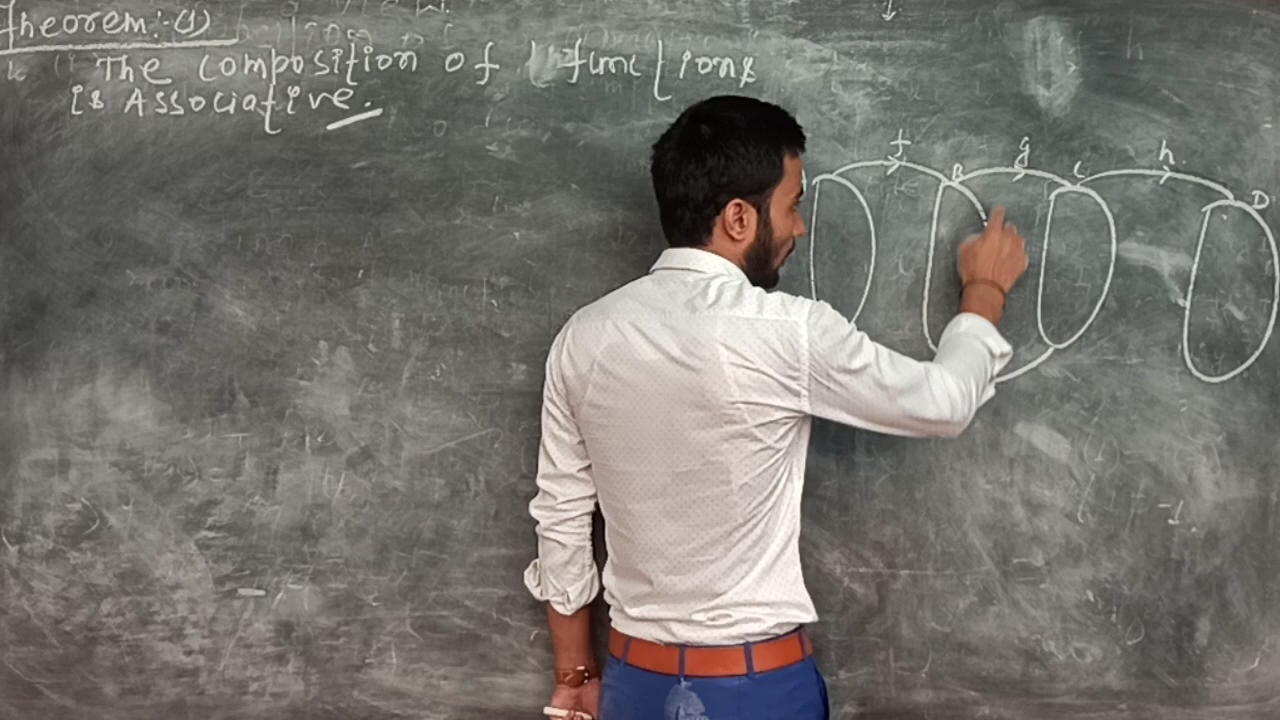 Theorem:-(1)
The composition of functions
is Associative.
f g h
B C D